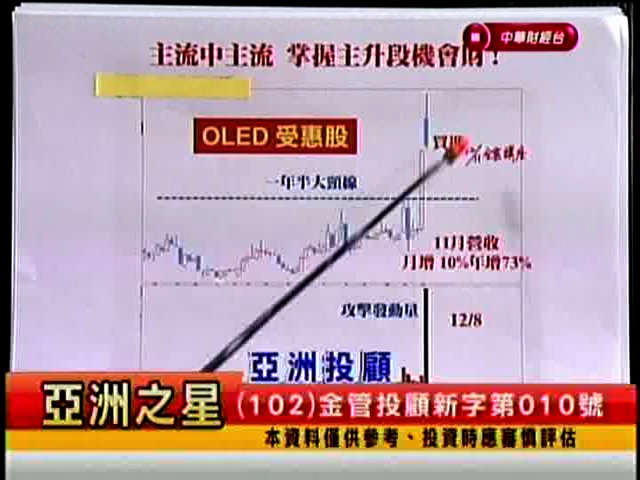 中華財經台
主流中主流 掌握主升段機會財！
OLED 受惠股
買進
一年半大頸線
11月營收
月增 10%年增73%
攻擊發動量
12/8
亞洲投顧
亞洲之星
(102)金管投顧新字第010號
本資料僅供參考、投資時應審慎評估